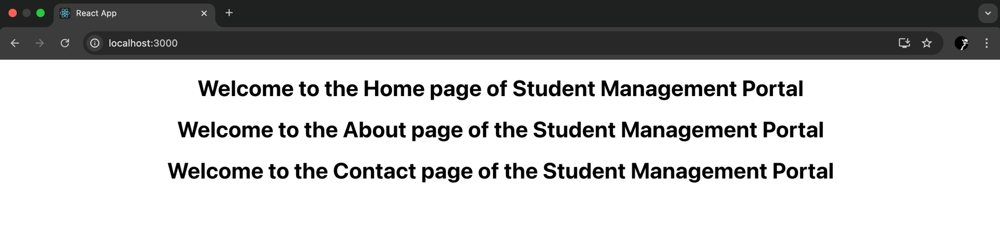 React App
localhost:3000
Welcome to the Home page of Student Management Portal
Welcome to the About page of the Student Management Portal
Welcome to the Contact page of the Student Management Portal